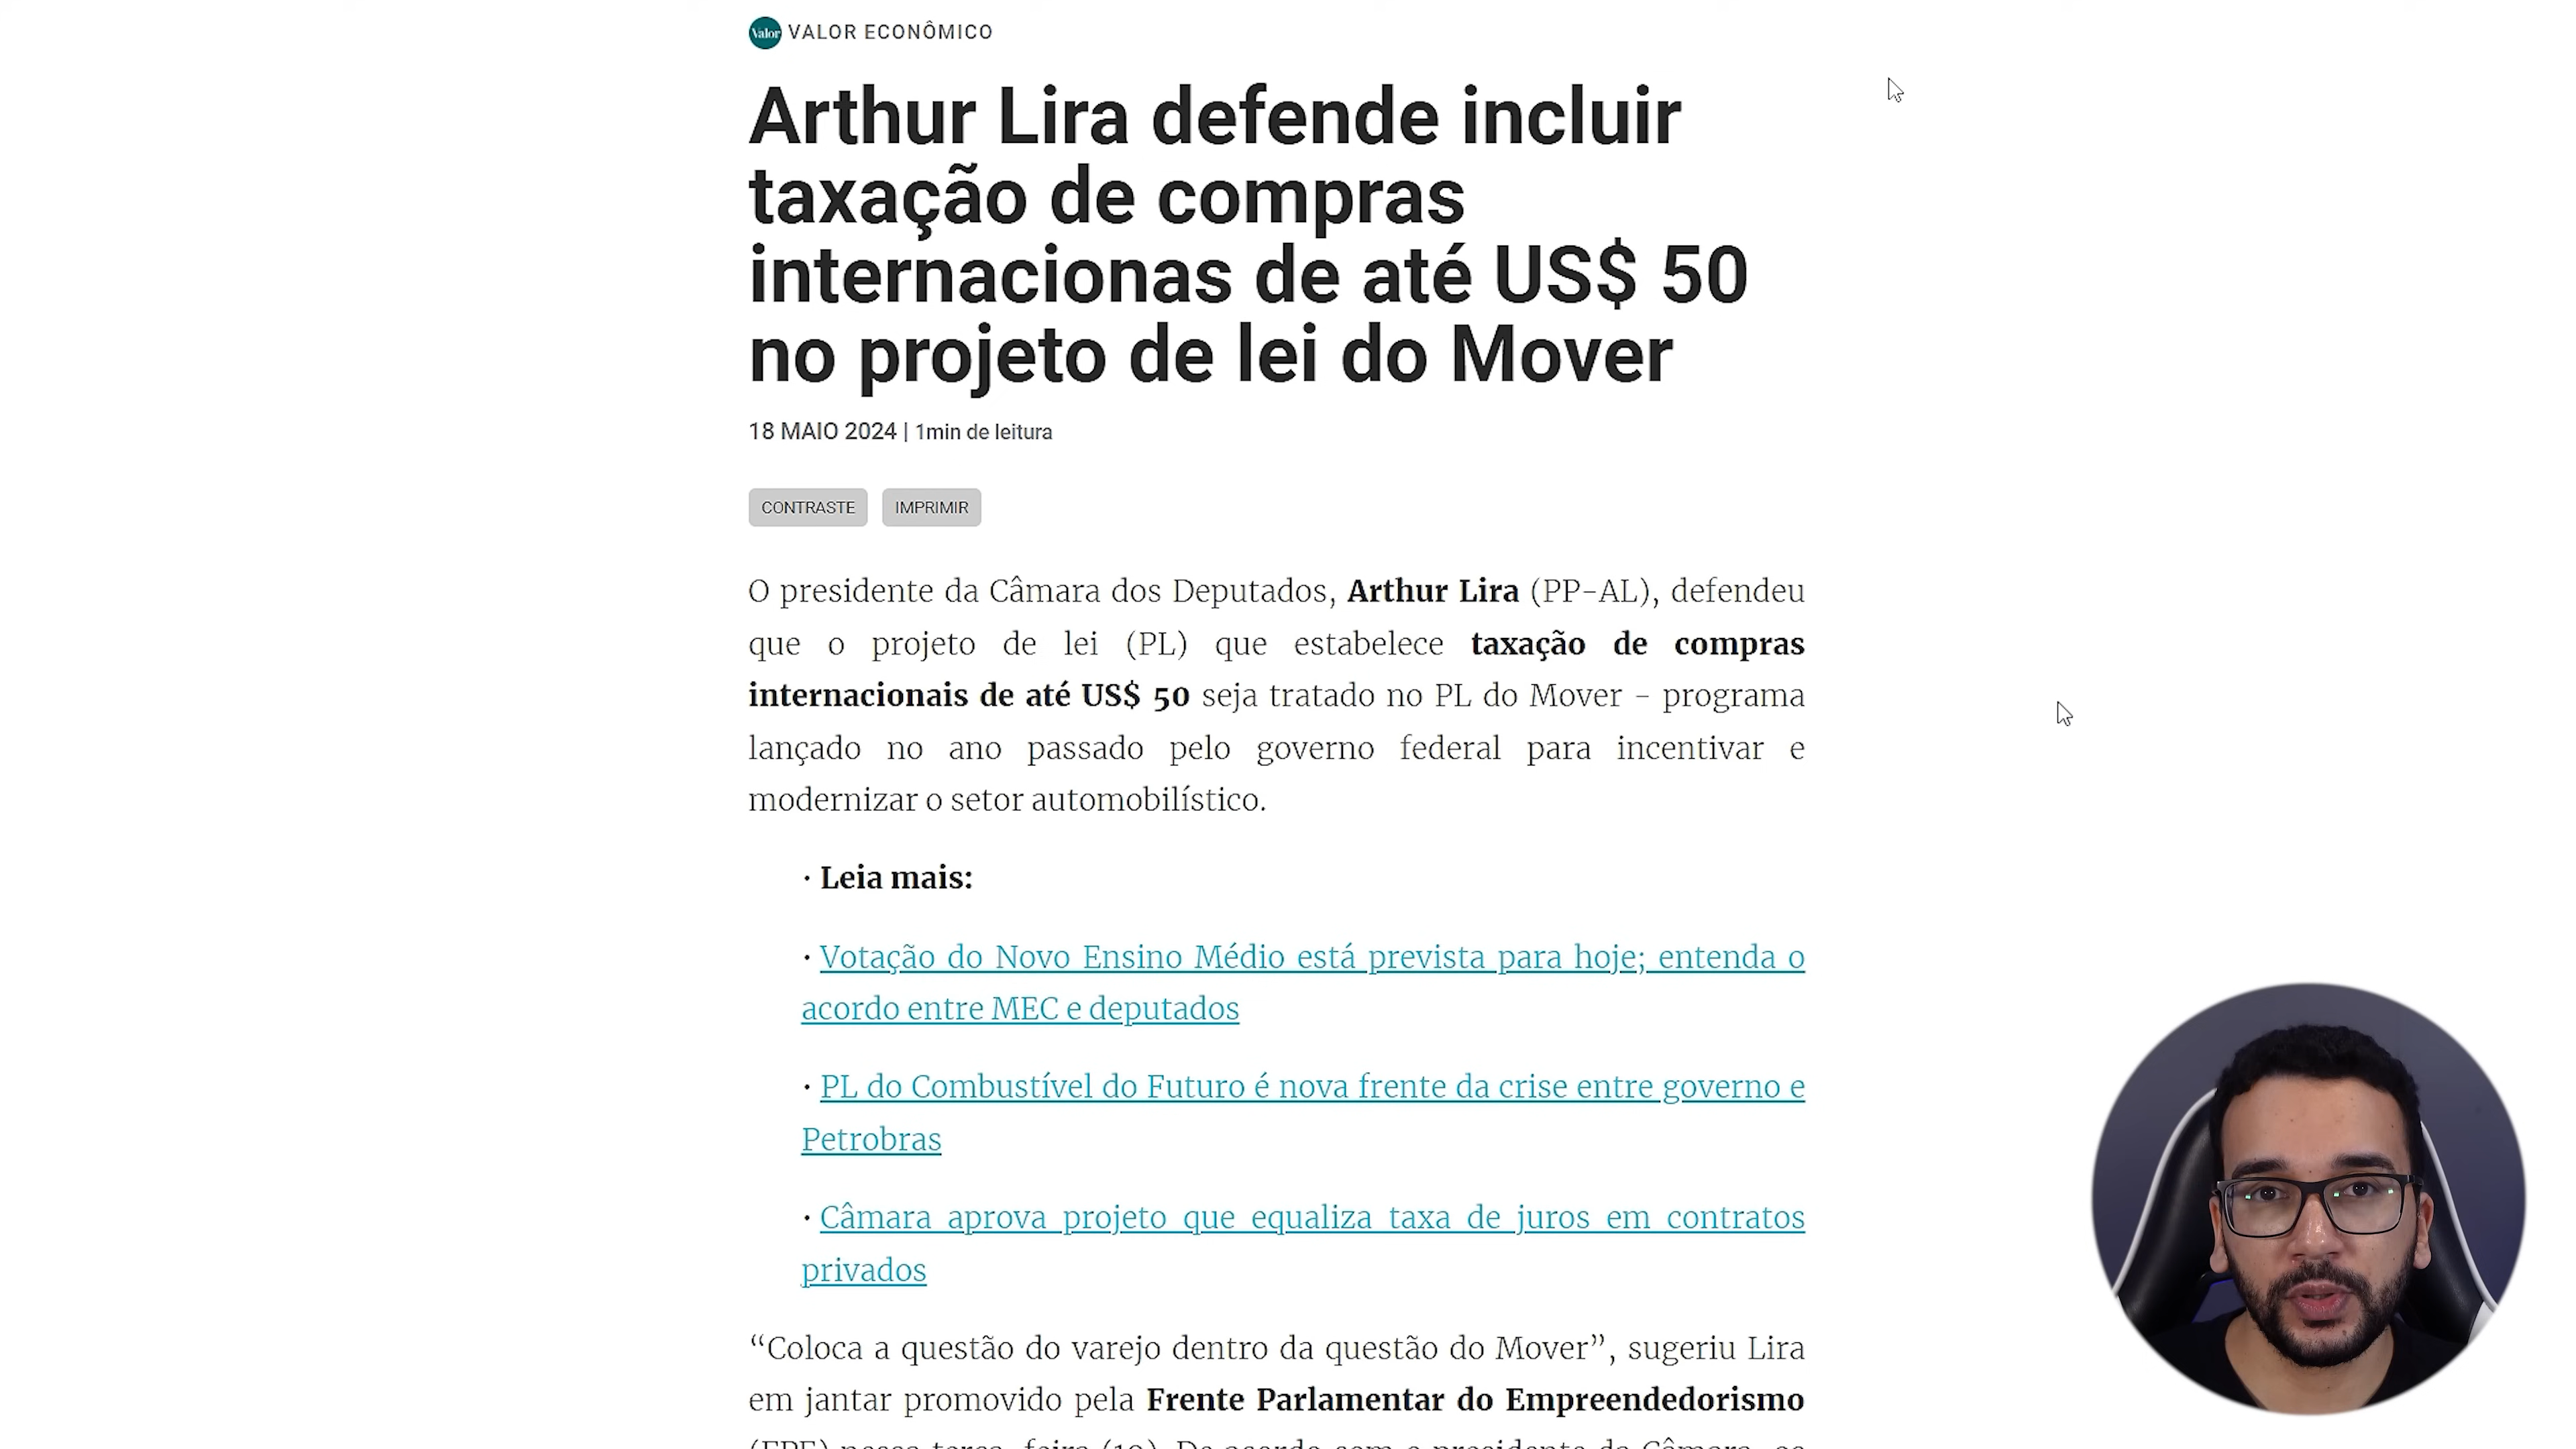 Valor VALOR ECONÔMICO
Arthur Lira defende incluir
taxação de compras
internacionas de até US$ 50
no projeto de lei do Mover
18 MAIO 2024 | 1min de leitura
CONTRASTE IMPRIMIR
O presidente da Câmara dos Deputados, Arthur Lira (PP-AL), defendeu
que o projeto de lei (PL) que estabelece taxação de compras
internacionais de até US$ 50 seja tratado no PL do Mover – programa
lançado no ano passado pelo governo federal para incentivar e
modernizar o setor automobilístico.
· Leia mais:
· Votação do Novo Ensino Médio está prevista para hoje; entenda o
acordo entre MEC e deputados
· PL do Combustível do Futuro é nova frente da crise entre governo e
Petrobras
· Câmara aprova projeto que equaliza taxa de juros em contratos
privados
“Coloca a questão do varejo dentro da questão do Mover”, sugeriu Lira
em jantar promovido pela Frente Parlamentar do Empreendedorismo